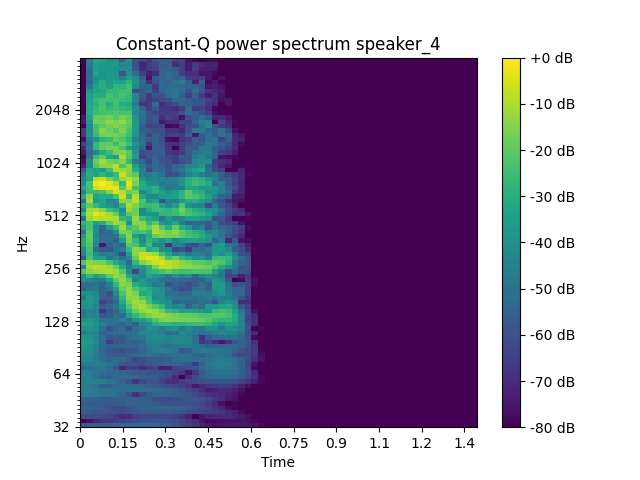 Constant-Q power spectrum speaker_4
Hz
2048
1024
512
256
128
64
32
0 0.15 0.3 0.45 0.6 0.75 0.9 1.1 1.2 1.4
Time
+0 dB
-10 dB
-20 dB
-30 dB
-40 dB
-50 dB
-60 dB
-70 dB
-80 dB